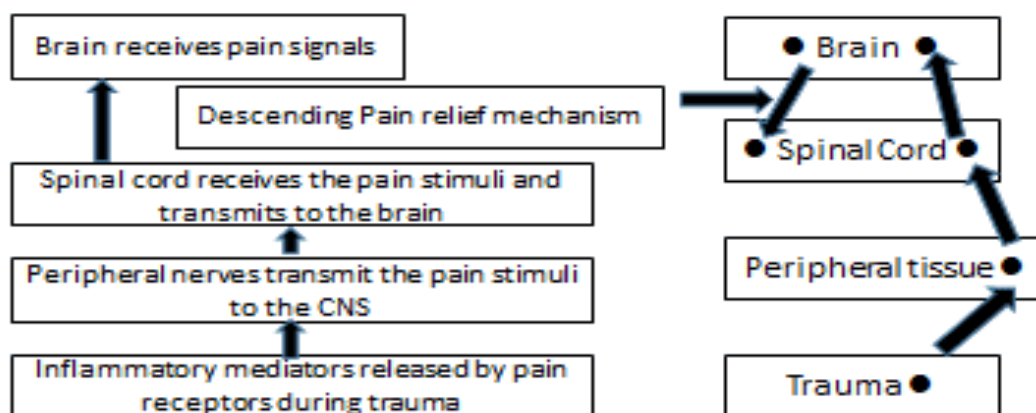 Brain receives pain signals
Descending Pain relief mechanism
Spinal cord receives the pain stimuli and
transmits to the brain
Peripheral nerves transmit the pain stimuli
to the CNS
Inflammatory mediators released by pain
receptors during trauma
Brain
Spinal Cord
Peripheral tissue
Trauma